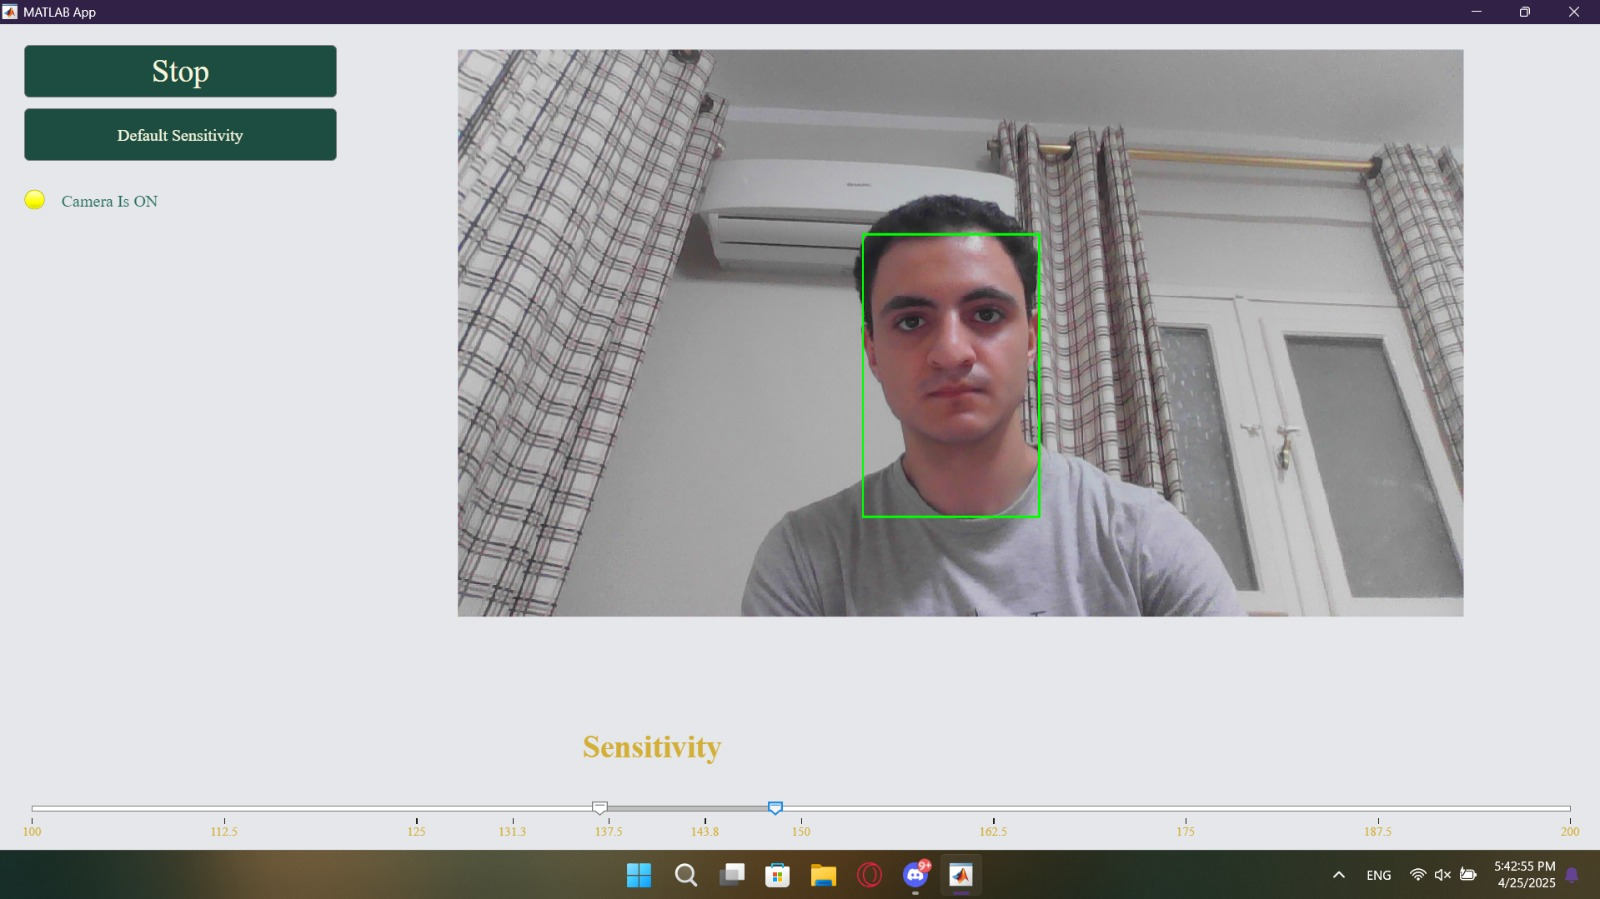 MATLAB App
Stop
Default Sensitivity
Camera Is ON
Sensitivity
100 112.5 125 131.3 137.5 143.8 150 162.5 175 187.5 200
9+
ENG
5:42:55 PM
4/25/2025